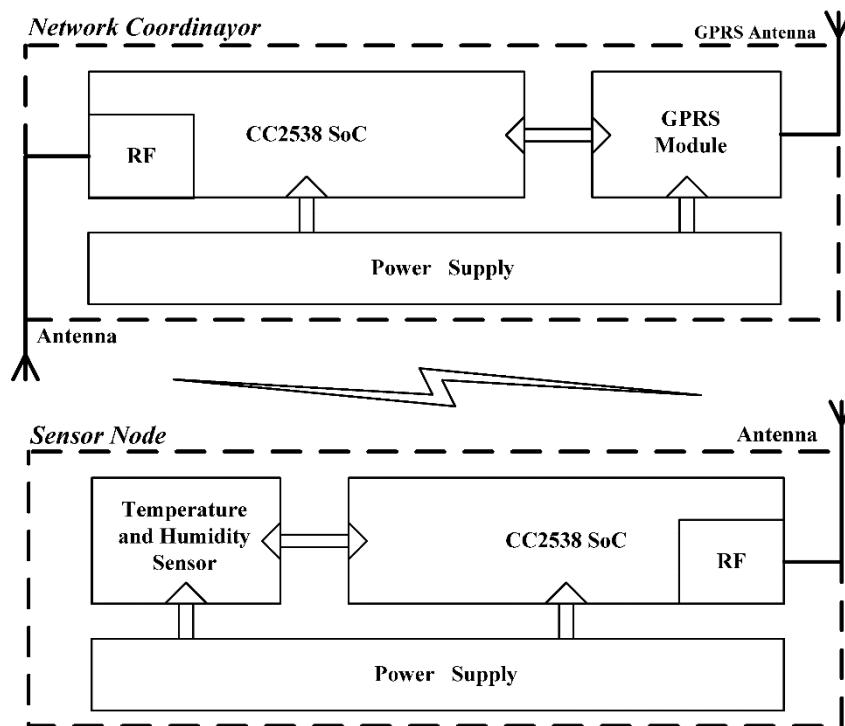 Network Coordinayor
GPRS Antenna
CC2538 SoC
RF
GPRS
Module
Power Supply
Antenna
Sensor Node
Antenna
Temperature
and Humidity
Sensor
CC2538 SoC
RF
Power Supply